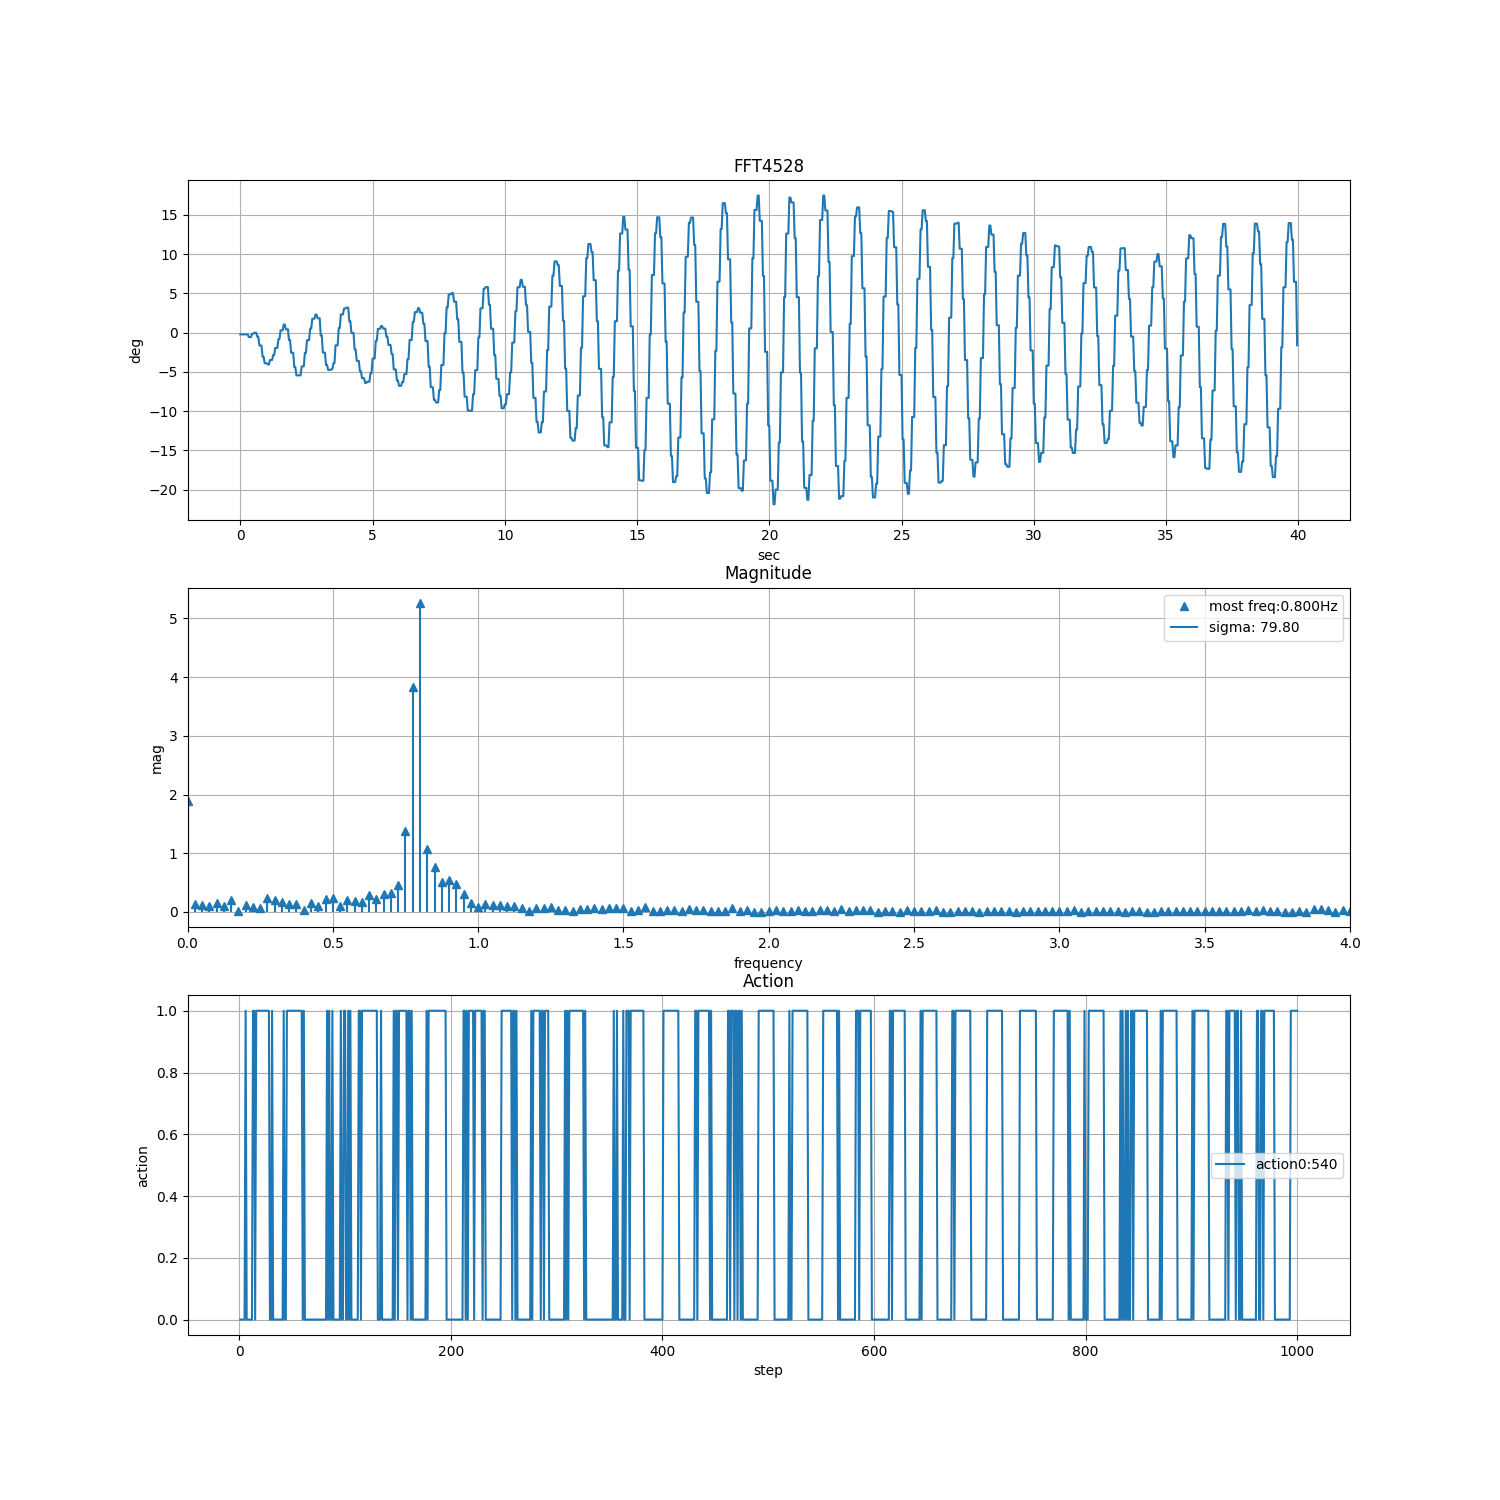 FFT4528
15
10
5
0
−5
−10
−15
−20
deg
0 5 10 15 20 25 30 35 40
sec
Magnitude
5
4
3
2
1
0
mag
most freq:0.800Hz
sigma: 79.80
0.0 0.5 1.0 1.5 2.0 2.5 3.0 3.5 4.0
frequency
Action
1.0
0.8
0.6
0.4
0.2
0.0
action
action0:540
0 200 400 600 800 1000
step